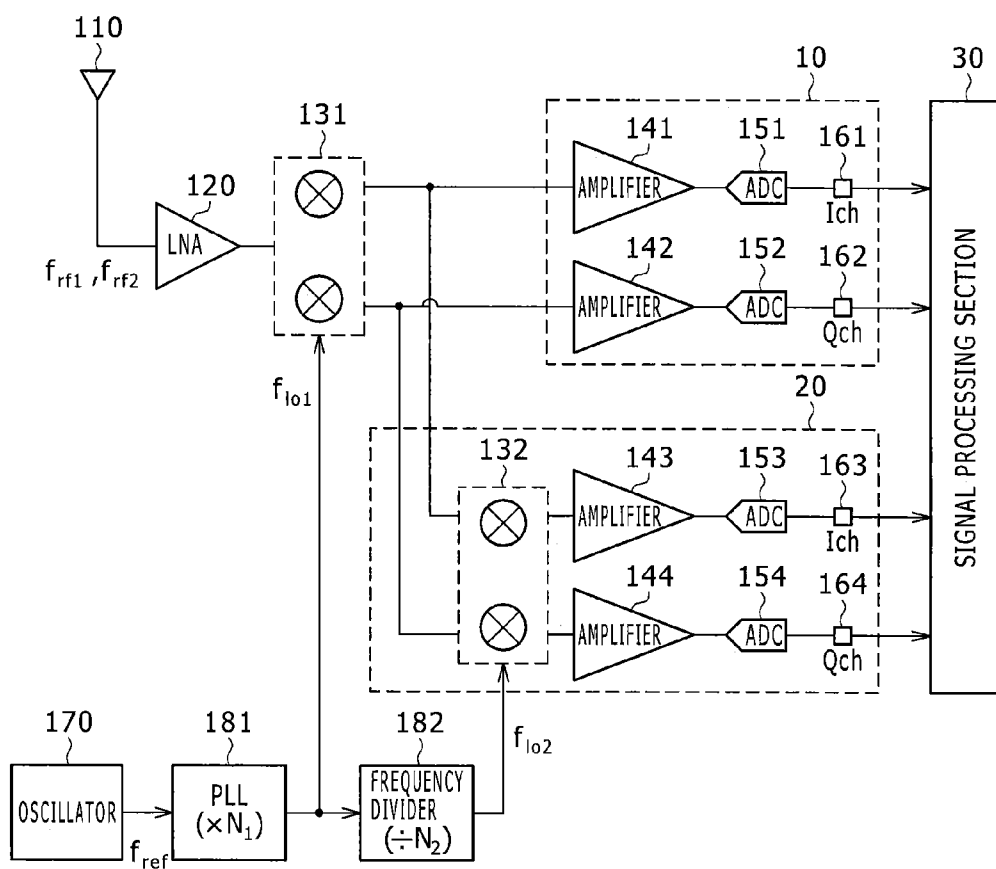 110
10
30
131
141
151
161
120
AMPLIFIER
ADC
Ich
LNA
142
152
162
f_rf1 ,f_rf2
AMPLIFIER
ADC
Qch
f_lo1
20
132
143
153
163
AMPLIFIER
ADC
Ich
144
154
164
AMPLIFIER
ADC
Qch
SIGNAL PROCESSING SECTION
170
181
182
f_lo2
OSCILLATOR
PLL
(×N₁)
FREQUENCY
DIVIDER
(÷N₂)
f_ref